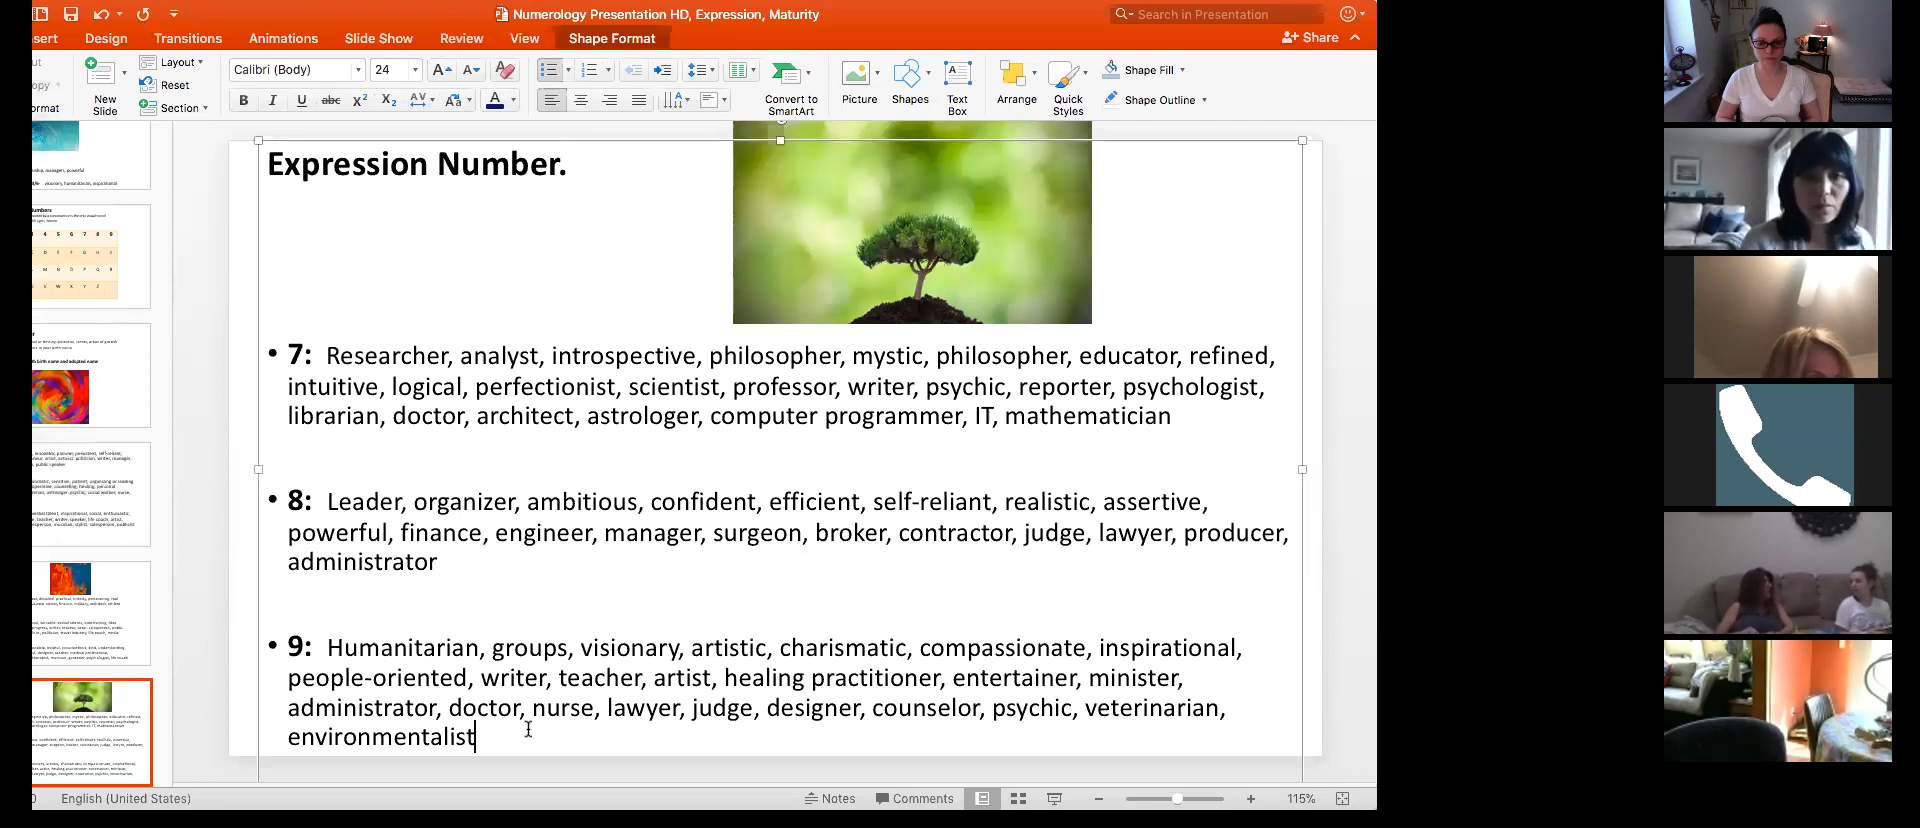 Numerology Presentation HD, Expression, Maturity
Search in Presentation
Design Transitions Animations Slide Show Review View Shape Format
Share
Calibri (Body) 24
New Slide
Layout
Reset
Section
B I U abc X² X₂ AV Aa A
Convert to SmartArt
Picture Shapes Text Box Arrange Quick Styles
Shape Fill
Shape Outline
Expression Number.
• 7: Researcher, analyst, introspective, philosopher, mystic, philosopher, educator, refined,
intuitive, logical, perfectionist, scientist, professor, writer, psychic, reporter, psychologist,
librarian, doctor, architect, astrologer, computer programmer, IT, mathematician
• 8: Leader, organizer, ambitious, confident, efficient, self-reliant, realistic, assertive,
powerful, finance, engineer, manager, surgeon, broker, contractor, judge, lawyer, producer,
administrator
• 9: Humanitarian, groups, visionary, artistic, charismatic, compassionate, inspirational,
people-oriented, writer, teacher, artist, healing practitioner, entertainer, minister,
administrator, doctor, nurse, lawyer, judge, designer, counselor, psychic, veterinarian,
environmentalist
English (United States)
Notes Comments
115%